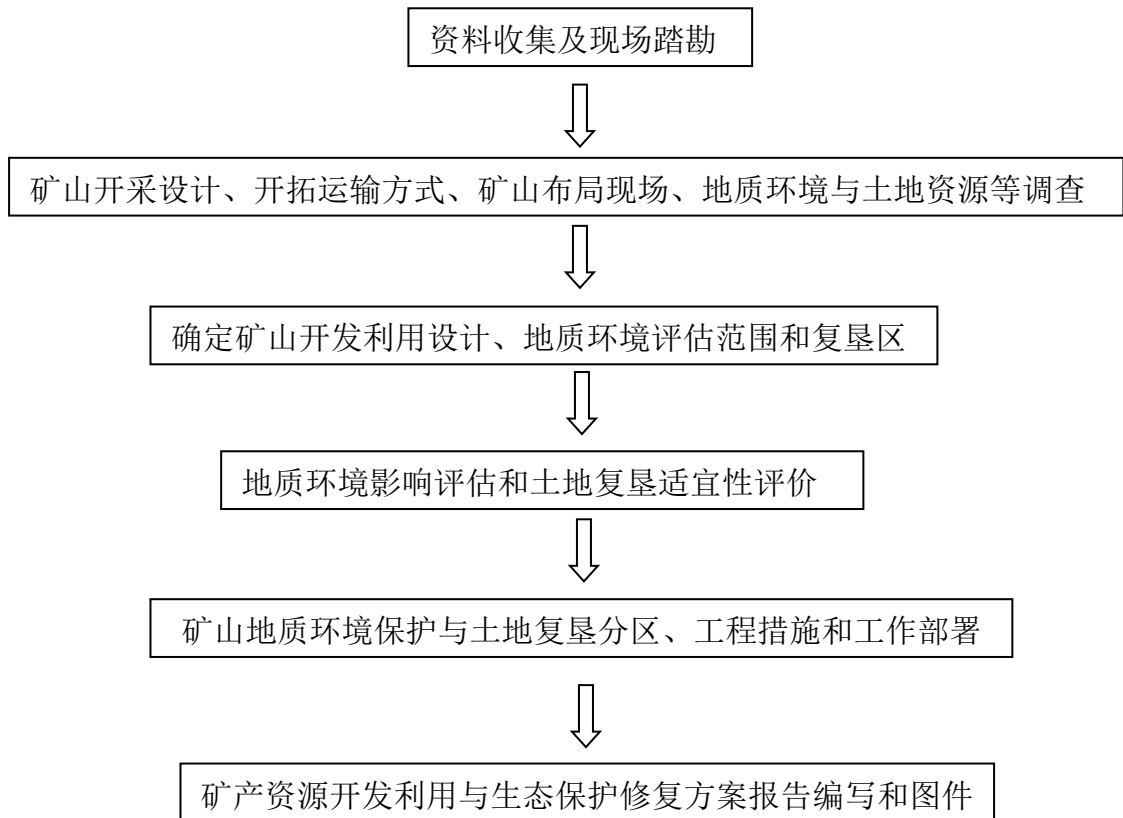 资料收集及现场踏勘
矿山开采设计、开拓运输方式、矿山布局现场、地质环境与土地资源等调查
确定矿山开发利用设计、地质环境评估范围和复垦区
地质环境影响评估和土地复垦适宜性评价
矿山地质环境保护与土地复垦分区、工程措施和工作部署
矿产资源开发利用与生态保护修复方案报告编写和图件